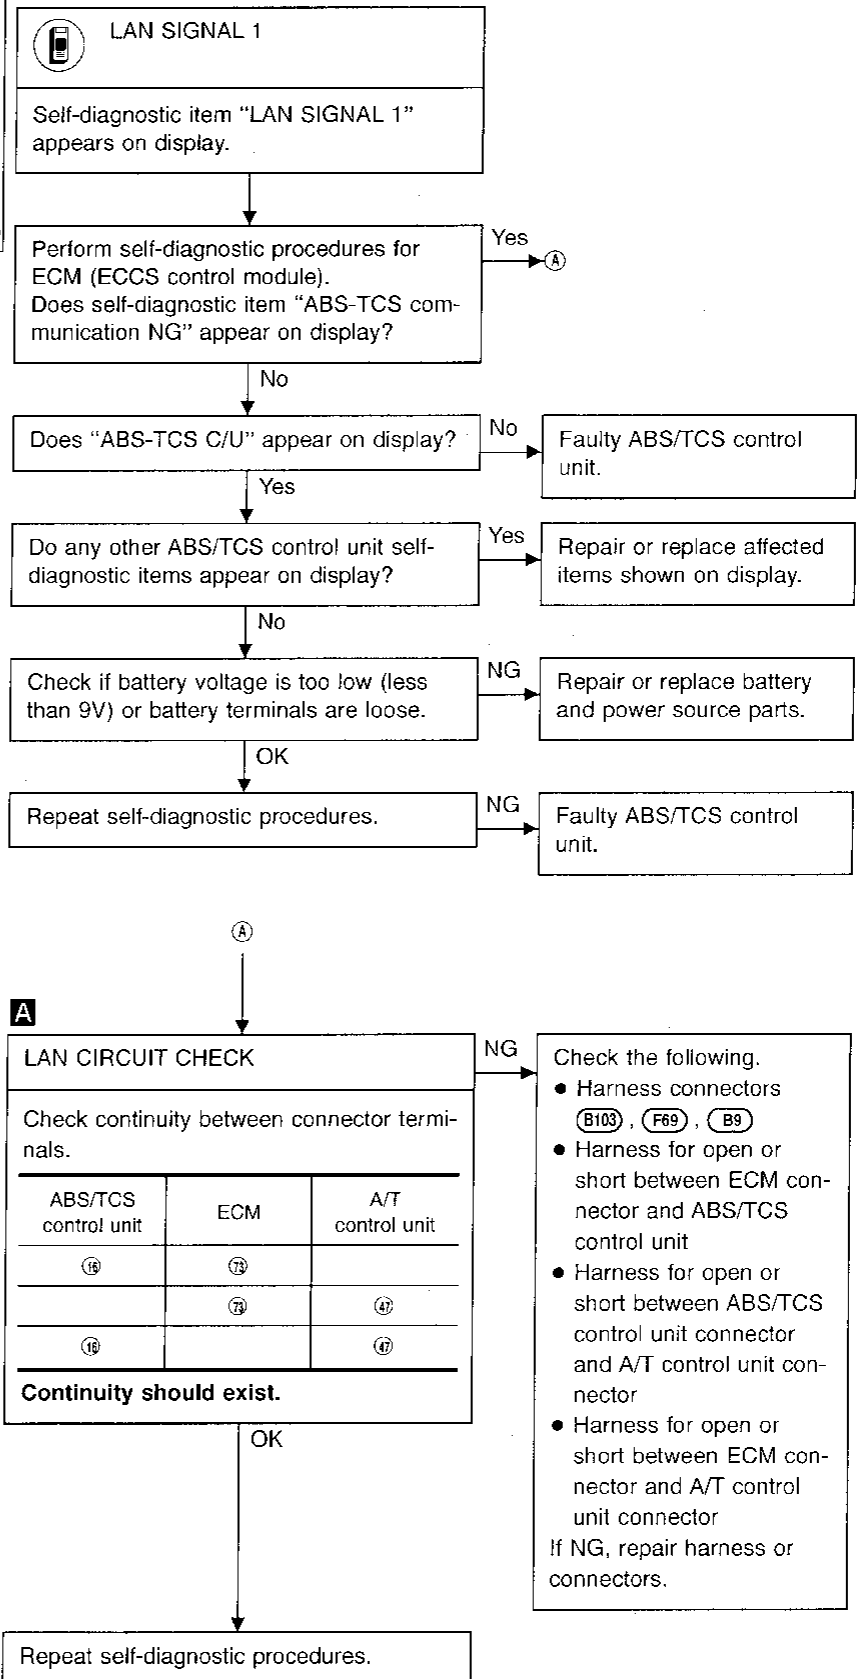 LAN SIGNAL 1
Self-diagnostic item “LAN SIGNAL 1”
appears on display.
Perform self-diagnostic procedures for
ECM (ECCS control module).
Does self-diagnostic item “ABS-TCS com-
munication NG” appear on display?
Yes
A
No
Does “ABS-TCS C/U” appear on display?
No
Faulty ABS/TCS control
unit.
Yes
Do any other ABS/TCS control unit self-
diagnostic items appear on display?
Yes
Repair or replace affected
items shown on display.
No
Check if battery voltage is too low (less
than 9V) or battery terminals are loose.
NG
Repair or replace battery
and power source parts.
OK
Repeat self-diagnostic procedures.
NG
Faulty ABS/TCS control
unit.
A
A
LAN CIRCUIT CHECK
Check continuity between connector termi-
nals.
ABS/TCS
control unit
ECM
A/T
control unit
16 73
73 47
16 47
Continuity should exist.
NG
Check the following.
● Harness connectors
B103 , F69 , B9
● Harness for open or
short between ECM con-
nector and ABS/TCS
control unit
● Harness for open or
short between ABS/TCS
control unit connector
and A/T control unit con-
nector
● Harness for open or
short between ECM con-
nector and A/T control
unit connector
If NG, repair harness or
connectors.
OK
Repeat self-diagnostic procedures.